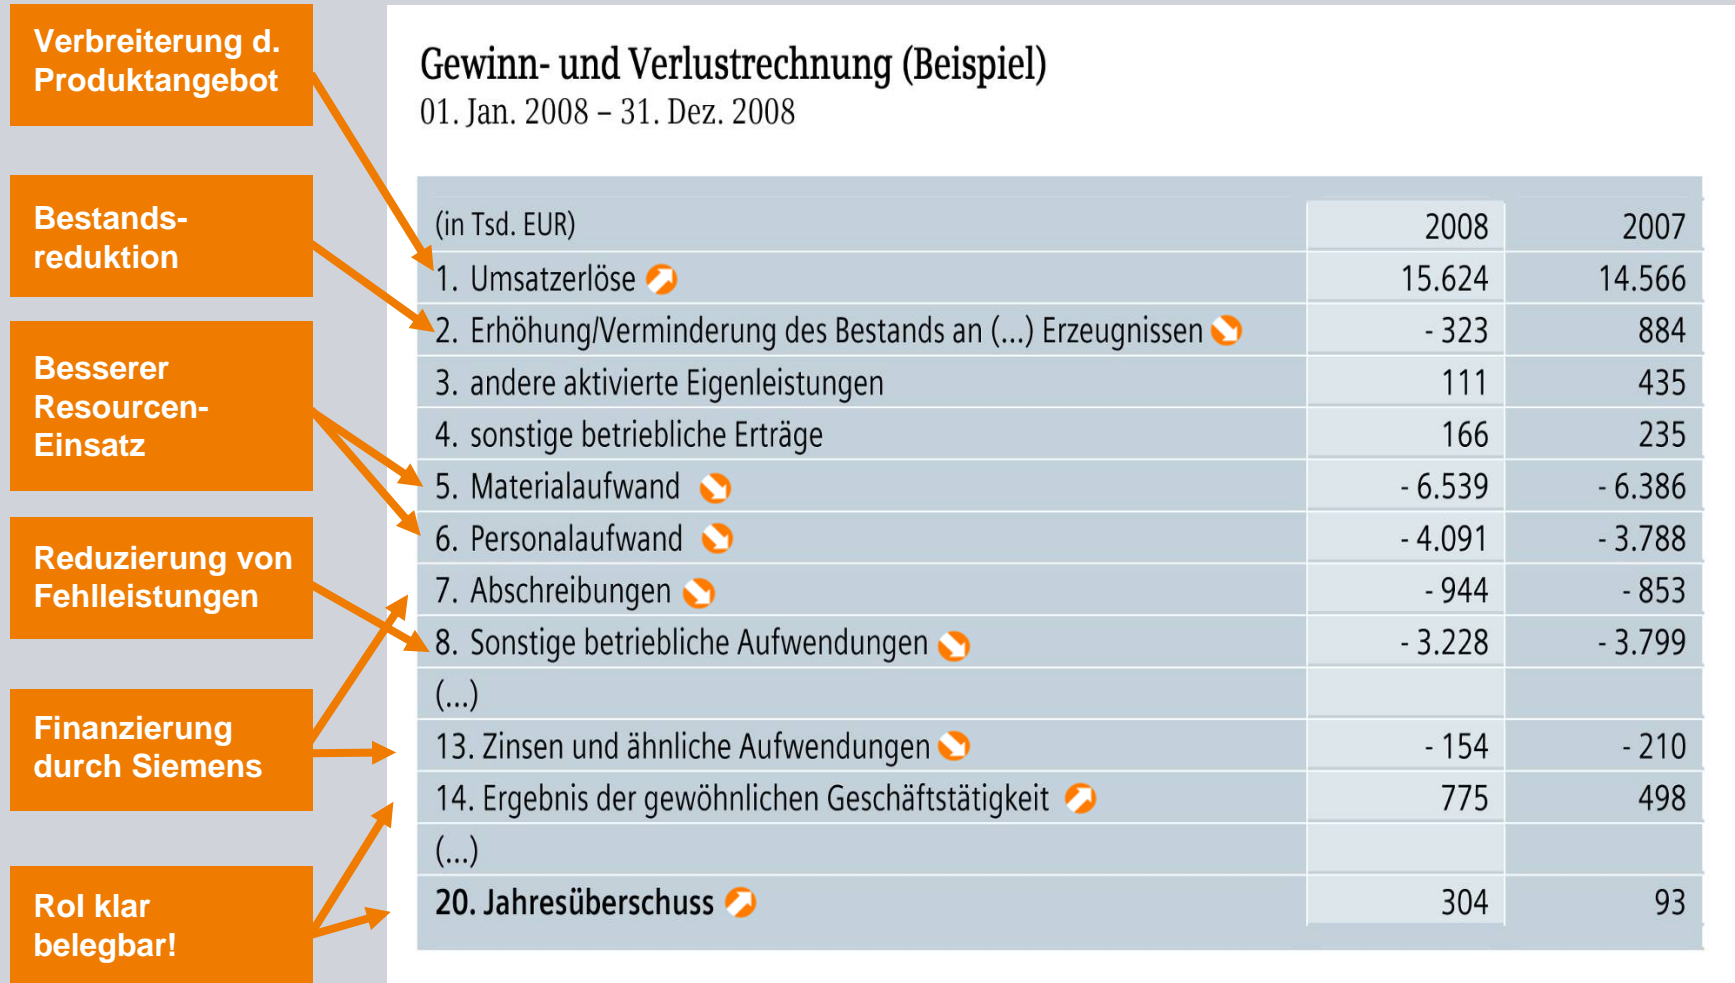 Verbreiterung d.
Produktangebot
Bestands-
reduktion
Besserer
Resourcen-
Einsatz
Reduzierung von
Fehlleistungen
Finanzierung
durch Siemens
RoI klar
belegbar!
Gewinn- und Verlustrechnung (Beispiel)
01. Jan. 2008 – 31. Dez. 2008
(in Tsd. EUR) 2008 2007
1. Umsatzerlöse 15.624 14.566
2. Erhöhung/Verminderung des Bestands an (...) Erzeugnissen - 323 884
3. andere aktivierte Eigenleistungen 111 435
4. sonstige betriebliche Erträge 166 235
5. Materialaufwand - 6.539 - 6.386
6. Personalaufwand - 4.091 - 3.788
7. Abschreibungen - 944 - 853
8. Sonstige betriebliche Aufwendungen - 3.228 - 3.799
(...)
13. Zinsen und ähnliche Aufwendungen - 154 - 210
14. Ergebnis der gewöhnlichen Geschäftstätigkeit 775 498
(...)
20. Jahresüberschuss 304 93